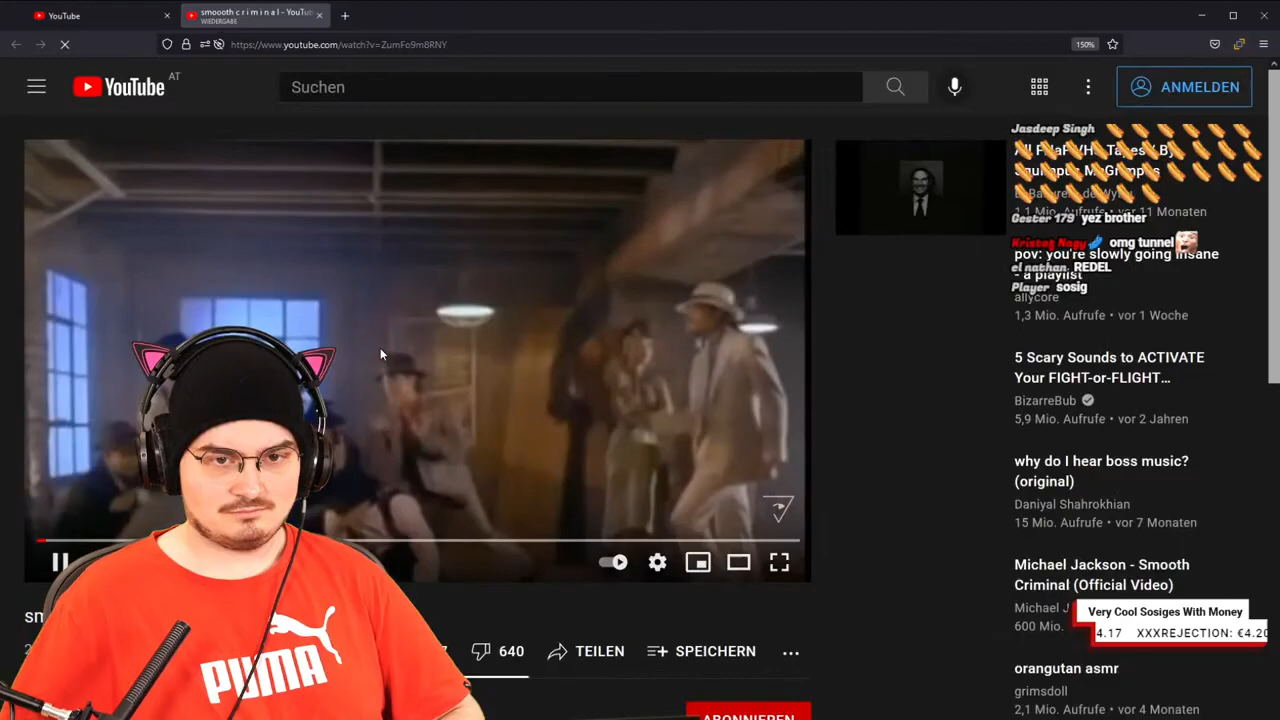 YouTube
smoooth c r i m i n a l - YouTub
WIEDERGABE
https://www.youtube.com/watch?v=ZumFo9m8RNY
150%
YouTube AT
Suchen
ANMELDEN
Jasdeep Singh
1,1 Mio. Aufrufe • vor 11 Monaten
Gester 179 yez brother
Kristof Nagy omg tunnel
pov: you're slowly going insane
el nathan REDEL
- a playlist
Player sosig
allycore
1,3 Mio. Aufrufe • vor 1 Woche
5 Scary Sounds to ACTIVATE
Your FIGHT-or-FLIGHT...
BizarreBub
5,9 Mio. Aufrufe • vor 2 Jahren
why do I hear boss music?
(original)
Daniyal Shahrokhian
15 Mio. Aufrufe • vor 7 Monaten
Michael Jackson - Smooth
Criminal (Official Video)
Michael J
600 Mio.
Very Cool Sosiges With Money
4.17 XXXREJECTION: €4.20
orangutan asmr
grimsdoll
2,1 Mio. Aufrufe • vor 4 Monaten
sm
640
TEILEN
SPEICHERN
ABONNIEREN
PUMA